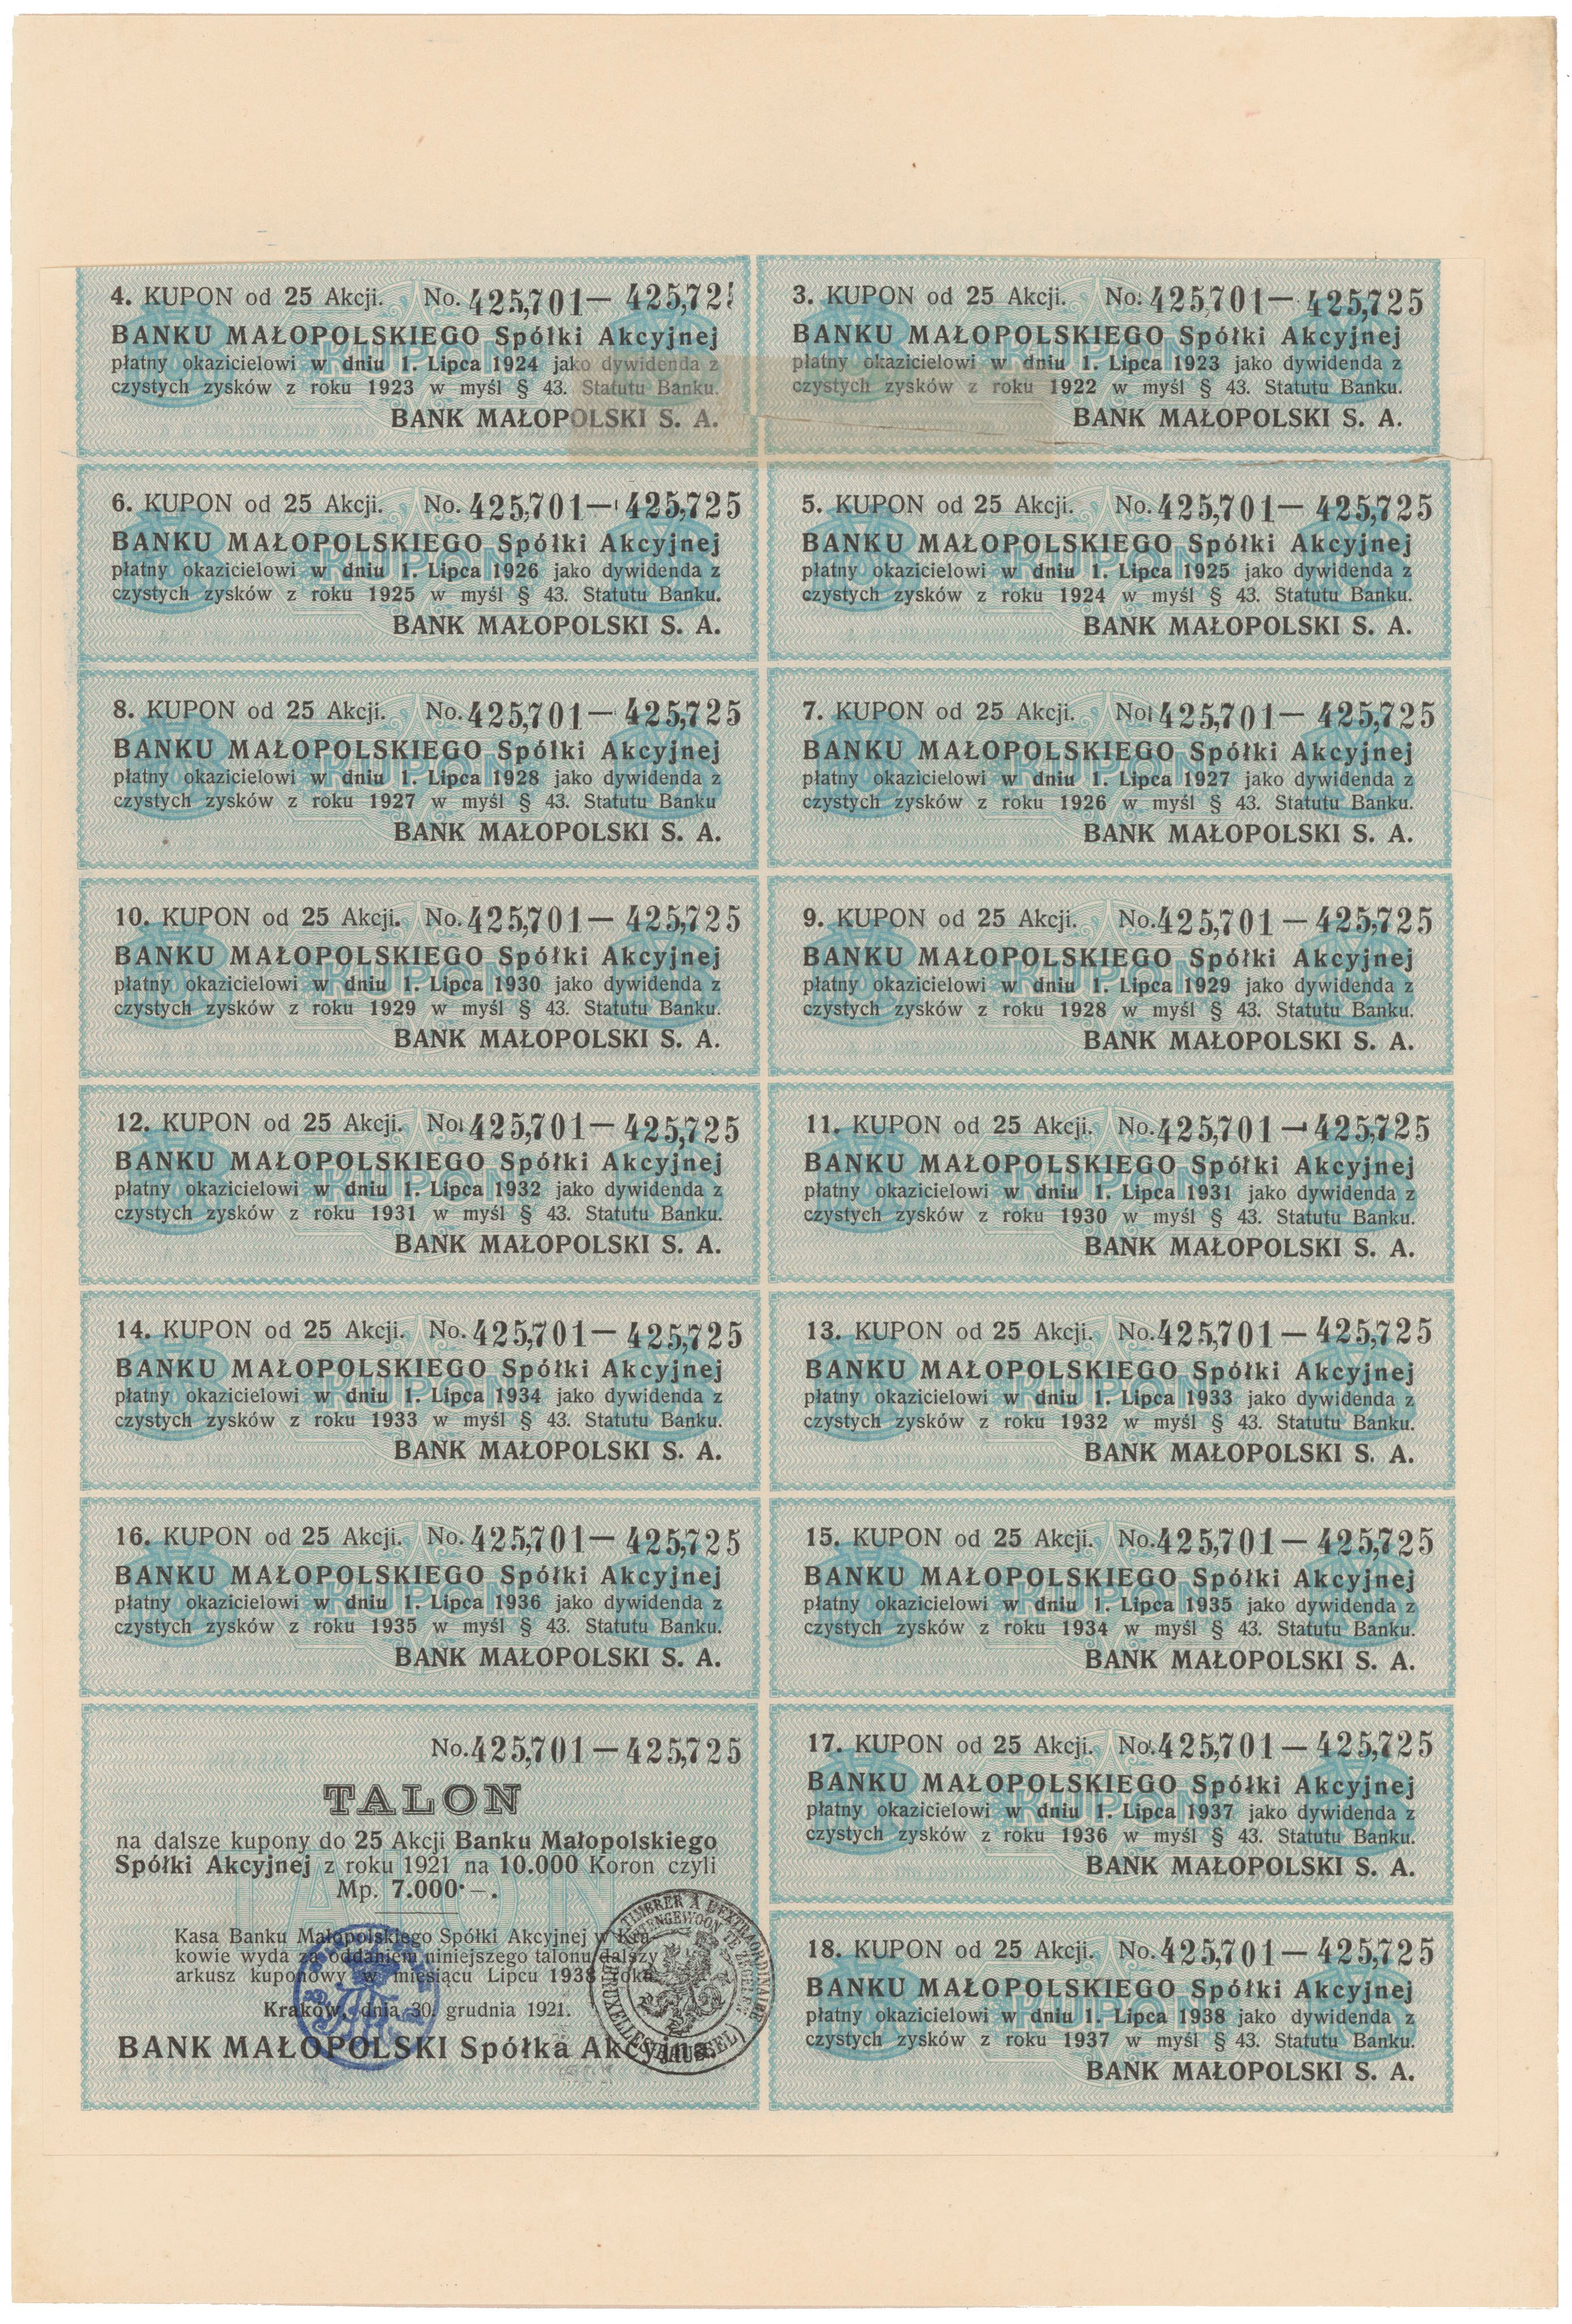 4. KUPON od 25 Akcji. No. 425,701 — 425,725
BANKU MAŁOPOLSKIEGO Spółki Akcyjnej
płatny okazicielowi w dniu 1. Lipca 1924 jako dywidenda z
czystych zysków z roku 1923 w myśl § 43. Statutu Banku.
BANK MAŁOPOLSKI S. A.
3. KUPON od 25 Akcji. No. 425,701 — 425,725
BANKU MAŁOPOLSKIEGO Spółki Akcyjnej
płatny okazicielowi w dniu 1. Lipca 1923 jako dywidenda z
czystych zysków z roku 1922 w myśl § 43. Statutu Banku.
BANK MAŁOPOLSKI S. A.
6. KUPON od 25 Akcji. No. 425,701 — 425,725
BANKU MAŁOPOLSKIEGO Spółki Akcyjnej
płatny okazicielowi w dniu 1. Lipca 1926 jako dywidenda z
czystych zysków z roku 1925 w myśl § 43. Statutu Banku.
BANK MAŁOPOLSKI S. A.
5. KUPON od 25 Akcji. No. 425,701 — 425,725
BANKU MAŁOPOLSKIEGO Spółki Akcyjnej
płatny okazicielowi w dniu 1. Lipca 1925 jako dywidenda z
czystych zysków z roku 1924 w myśl § 43. Statutu Banku.
BANK MAŁOPOLSKI S. A.
8. KUPON od 25 Akcji. No. 425,701 — 425,725
BANKU MAŁOPOLSKIEGO Spółki Akcyjnej
płatny okazicielowi w dniu 1. Lipca 1928 jako dywidenda z
czystych zysków z roku 1927 w myśl § 43. Statutu Banku
BANK MAŁOPOLSKI S. A.
7. KUPON od 25 Akcji. No. 425,701 — 425,725
BANKU MAŁOPOLSKIEGO Spółki Akcyjnej
płatny okazicielowi w dniu 1. Lipca 1927 jako dywidenda z
czystych zysków z roku 1926 w myśl § 43. Statutu Banku.
BANK MAŁOPOLSKI S. A.
10. KUPON od 25 Akcji. No. 425,701 — 425,725
BANKU MAŁOPOLSKIEGO Spółki Akcyjnej
płatny okazicielowi w dniu 1. Lipca 1930 jako dywidenda z
czystych zysków z roku 1929 w myśl § 43. Statutu Banku.
BANK MAŁOPOLSKI S. A.
9. KUPON od 25 Akcji. No. 425,701 — 425,725
BANKU MAŁOPOLSKIEGO Spółki Akcyjnej
płatny okazicielowi w dniu 1. Lipca 1929 jako dywidenda z
czystych zysków z roku 1928 w myśl § 43. Statutu Banku.
BANK MAŁOPOLSKI S. A.
12. KUPON od 25 Akcji. No. 425,701 — 425,725
BANKU MAŁOPOLSKIEGO Spółki Akcyjnej
płatny okazicielowi w dniu 1. Lipca 1932 jako dywidenda z
czystych zysków z roku 1931 w myśl § 43. Statutu Banku.
BANK MAŁOPOLSKI S. A.
11. KUPON od 25 Akcji. No. 425,701 — 425,725
BANKU MAŁOPOLSKIEGO Spółki Akcyjnej
płatny okazicielowi w dniu 1. Lipca 1931 jako dywidenda z
czystych zysków z roku 1930 w myśl § 43. Statutu Banku.
BANK MAŁOPOLSKI S. A.
14. KUPON od 25 Akcji. No. 425,701 — 425,725
BANKU MAŁOPOLSKIEGO Spółki Akcyjnej
płatny okazicielowi w dniu 1. Lipca 1934 jako dywidenda z
czystych zysków z roku 1933 w myśl § 43. Statutu Banku.
BANK MAŁOPOLSKI S. A.
13. KUPON od 25 Akcji. No. 425,701 — 425,725
BANKU MAŁOPOLSKIEGO Spółki Akcyjnej
płatny okazicielowi w dniu 1. Lipca 1933 jako dywidenda z
czystych zysków z roku 1932 w myśl § 43. Statutu Banku.
BANK MAŁOPOLSKI S. A.
16. KUPON od 25 Akcji. No. 425,701 — 425,725
BANKU MAŁOPOLSKIEGO Spółki Akcyjnej
płatny okazicielowi w dniu 1. Lipca 1936 jako dywidenda z
czystych zysków z roku 1935 w myśl § 43. Statutu Banku.
BANK MAŁOPOLSKI S. A.
15. KUPON od 25 Akcji. No. 425,701 — 425,725
BANKU MAŁOPOLSKIEGO Spółki Akcyjnej
płatny okazicielowi w dniu 1. Lipca 1935 jako dywidenda z
czystych zysków z roku 1934 w myśl § 43. Statutu Banku.
BANK MAŁOPOLSKI S. A.
No. 425,701 — 425,725
TALON
na dalsze kupony do 25 Akcji Banku Małopolskiego
Spółki Akcyjnej z roku 1921 na 10.000 Koron czyli
Mp. 7.000·—.
Kasa Banku Małopolskiego Spółki Akcyjnej w Kra-
kowie wyda za oddaniem niniejszego talonu dalszy
arkusz kuponowy w miesiącu Lipcu 1938 roku.
Kraków, dnia 30. grudnia 1921.
BANK MAŁOPOLSKI Spółka Akcyjna.
TIMBRER À L'EXTRAORDINAIRE
BUITENGEWOON TE ZEGELEN
BRUXELLES (BRUSSEL)
17. KUPON od 25 Akcji. No. 425,701 — 425,725
BANKU MAŁOPOLSKIEGO Spółki Akcyjnej
płatny okazicielowi w dniu 1. Lipca 1937 jako dywidenda z
czystych zysków z roku 1936 w myśl § 43. Statutu Banku.
BANK MAŁOPOLSKI S. A.
18. KUPON od 25 Akcji. No. 425,701 — 425,725
BANKU MAŁOPOLSKIEGO Spółki Akcyjnej
płatny okazicielowi w dniu 1. Lipca 1938 jako dywidenda z
czystych zysków z roku 1937 w myśl § 43. Statutu Banku.
BANK MAŁOPOLSKI S. A.